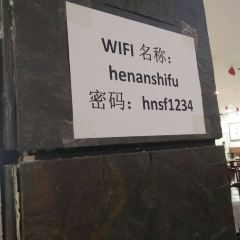 WIFI 名称：
henanshifu
密码：hnsf1234